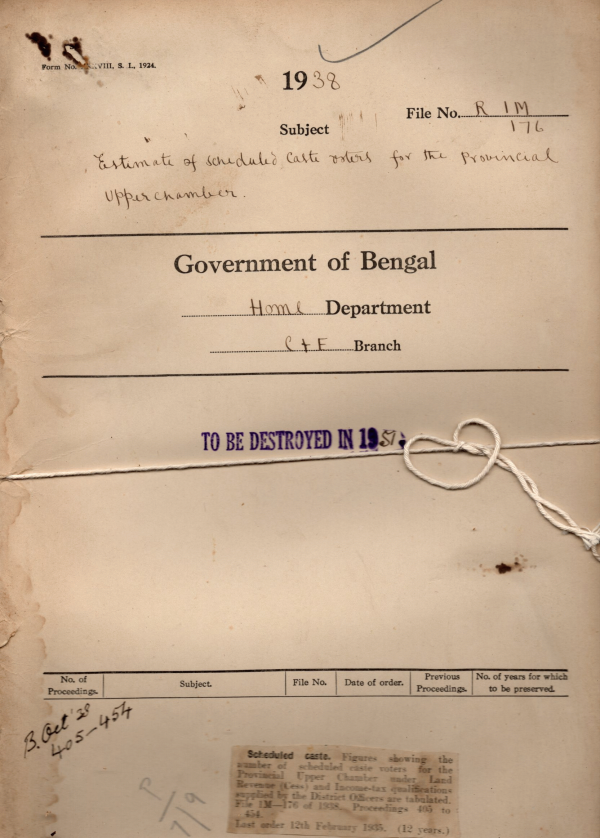 Form No. VIII, S. I., 1924.
1938
File No. R 1M
176
Subject
Estimate of scheduled caste voters for the Provincial
Upper chamber.
Government of Bengal
Home Department
C & E Branch
TO BE DESTROYED IN 1951.
No. of Proceedings. Subject. File No. Date of order. Previous Proceedings. No. of years for which to be preserved.
B. Oct '38
405-454
P/7/9
Scheduled caste. Figures showing the
number of scheduled caste voters for the
Provincial Upper Chamber under Land
Revenue (Cess) and Income-tax qualifications
supplied by the District Officers are tabulated.
File 1M—176 of 1938. Proceedings 405 to
454.
Last order 12th February 1935. (12 years.)